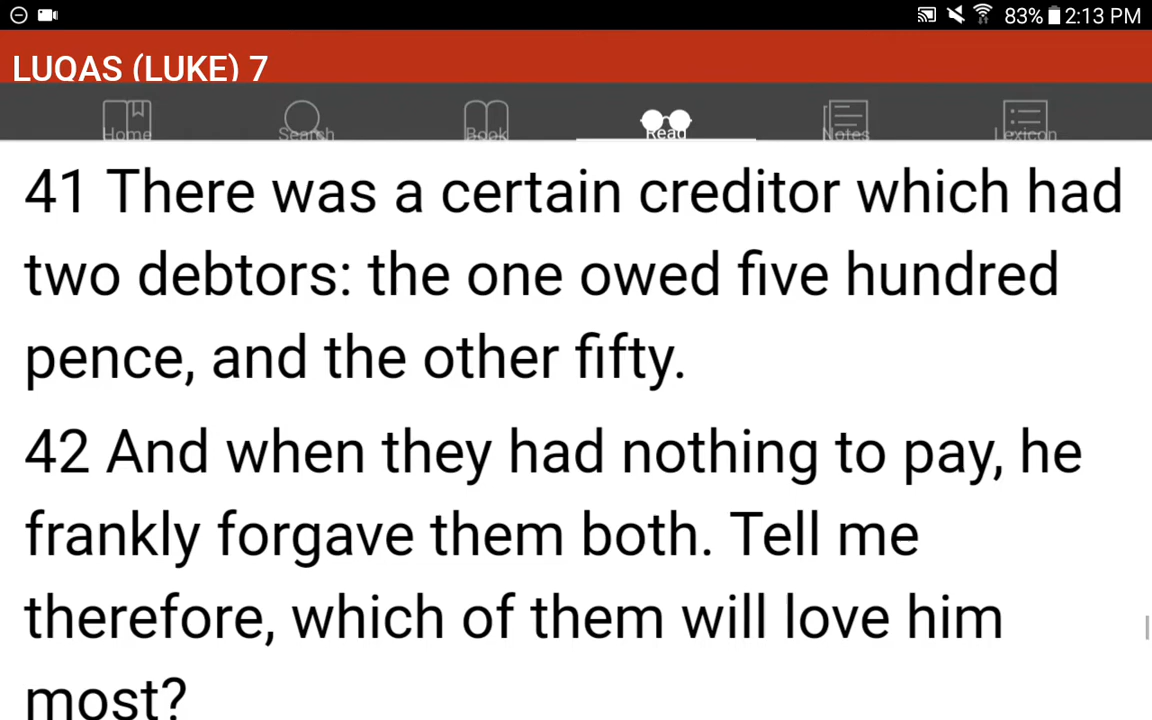 83% 2:13 PM
LUQAS (LUKE) 7
Home Search Book Read Notes Lexicon
41 There was a certain creditor which had
two debtors: the one owed five hundred
pence, and the other fifty.
42 And when they had nothing to pay, he
frankly forgave them both. Tell me
therefore, which of them will love him
most?